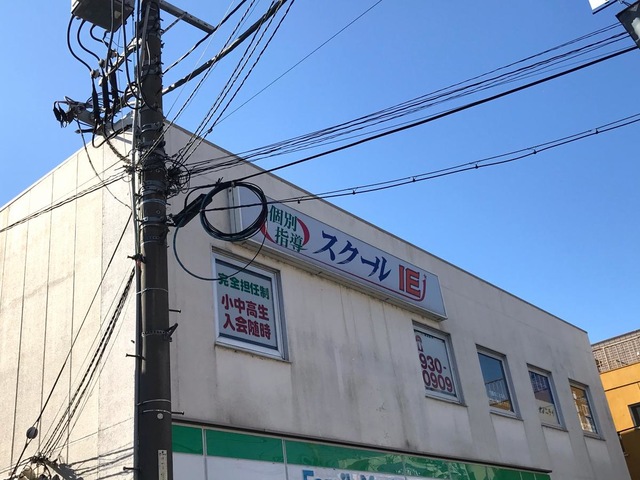 個別
指導
スクール IE
完全担任制
小中高生
入会随時
930-
0909